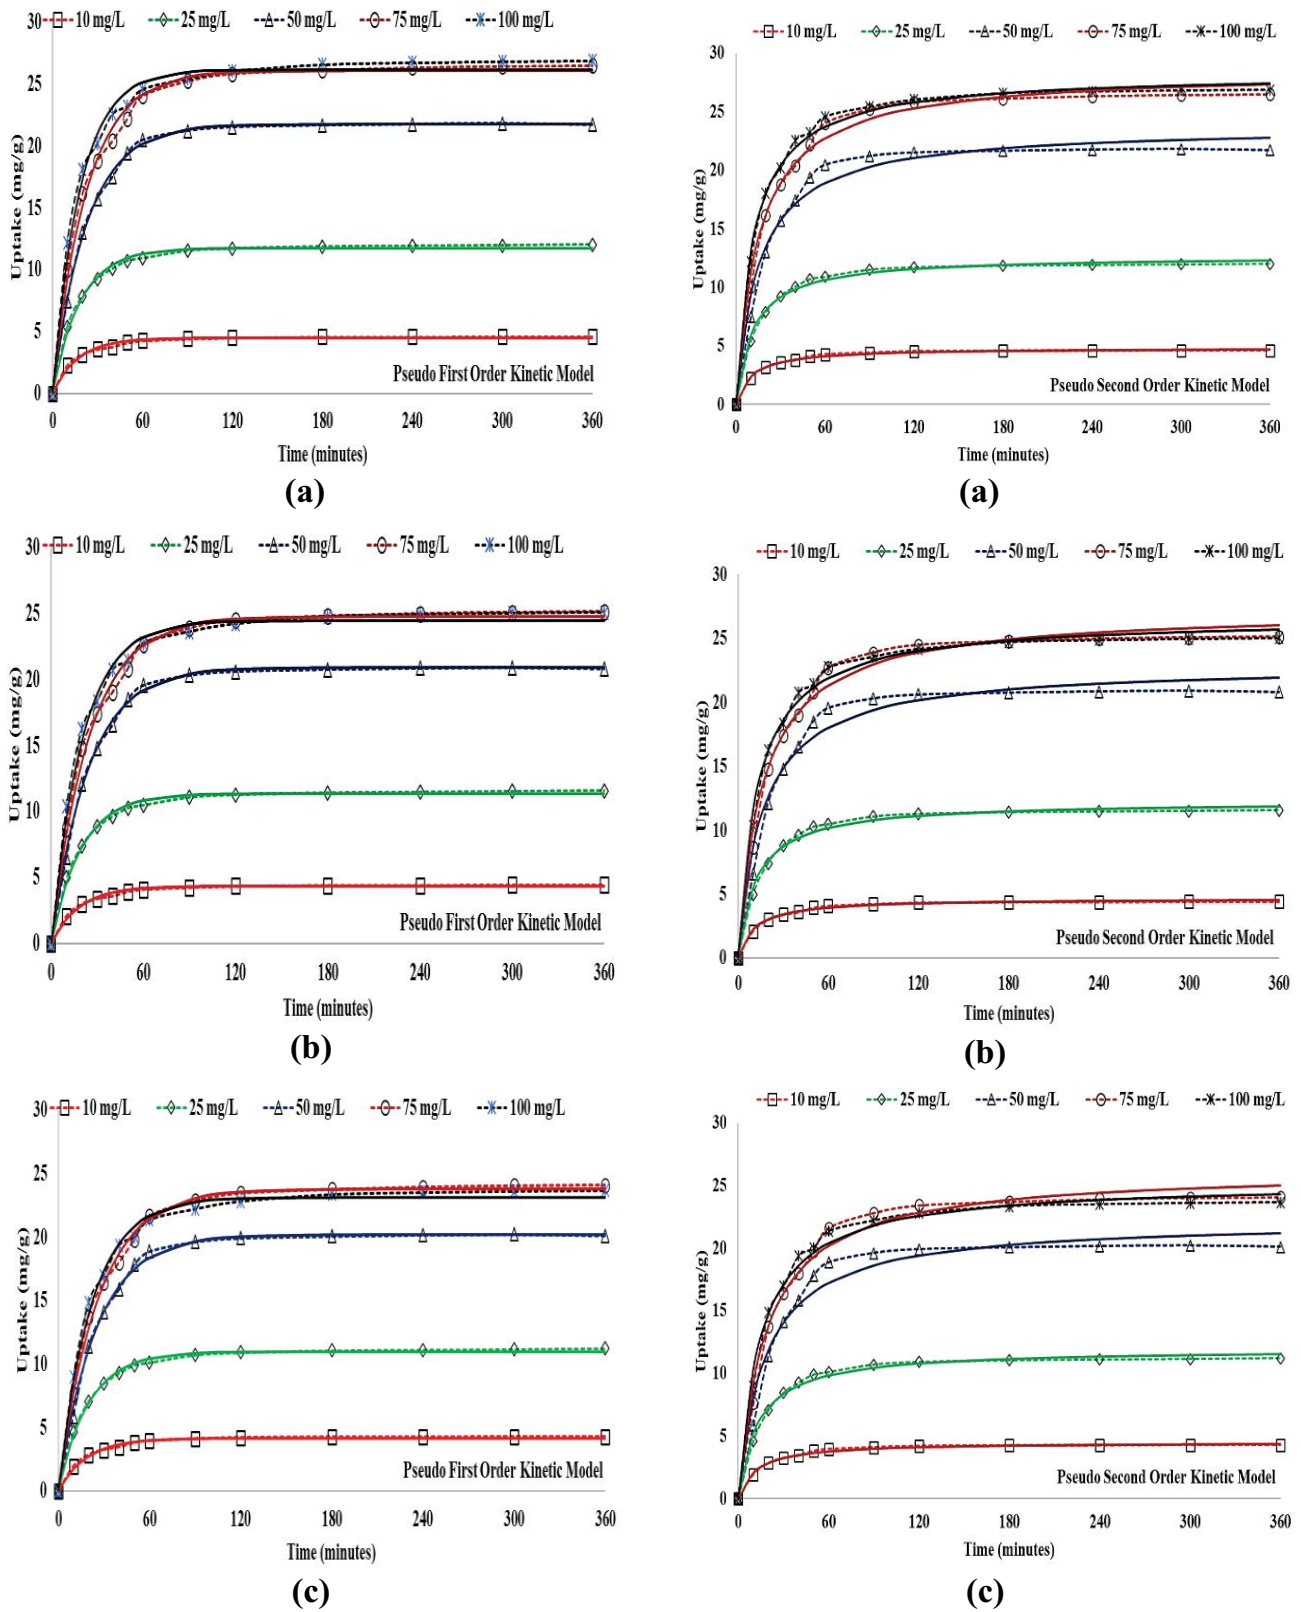 10 mg/L 25 mg/L 50 mg/L 75 mg/L 100 mg/L
30
25
20
15
10
5
0
Uptake (mg/g)
Pseudo First Order Kinetic Model
0 60 120 180 240 300 360
Time (minutes)
(a)
10 mg/L 25 mg/L 50 mg/L 75 mg/L 100 mg/L
30
25
20
15
10
5
0
Uptake (mg/g)
Pseudo Second Order Kinetic Model
0 60 120 180 240 300 360
Time (minutes)
(a)
10 mg/L 25 mg/L 50 mg/L 75 mg/L 100 mg/L
30
25
20
15
10
5
0
Uptake (mg/g)
Pseudo First Order Kinetic Model
0 60 120 180 240 300 360
Time (minutes)
(b)
10 mg/L 25 mg/L 50 mg/L 75 mg/L 100 mg/L
30
25
20
15
10
5
0
Uptake (mg/g)
Pseudo Second Order Kinetic Model
0 60 120 180 240 300 360
Time (minutes)
(b)
10 mg/L 25 mg/L 50 mg/L 75 mg/L 100 mg/L
30
25
20
15
10
5
0
Uptake (mg/g)
Pseudo First Order Kinetic Model
0 60 120 180 240 300 360
Time (minutes)
(c)
10 mg/L 25 mg/L 50 mg/L 75 mg/L 100 mg/L
30
25
20
15
10
5
0
Uptake (mg/g)
Pseudo Second Order Kinetic Model
0 60 120 180 240 300 360
Time (minutes)
(c)